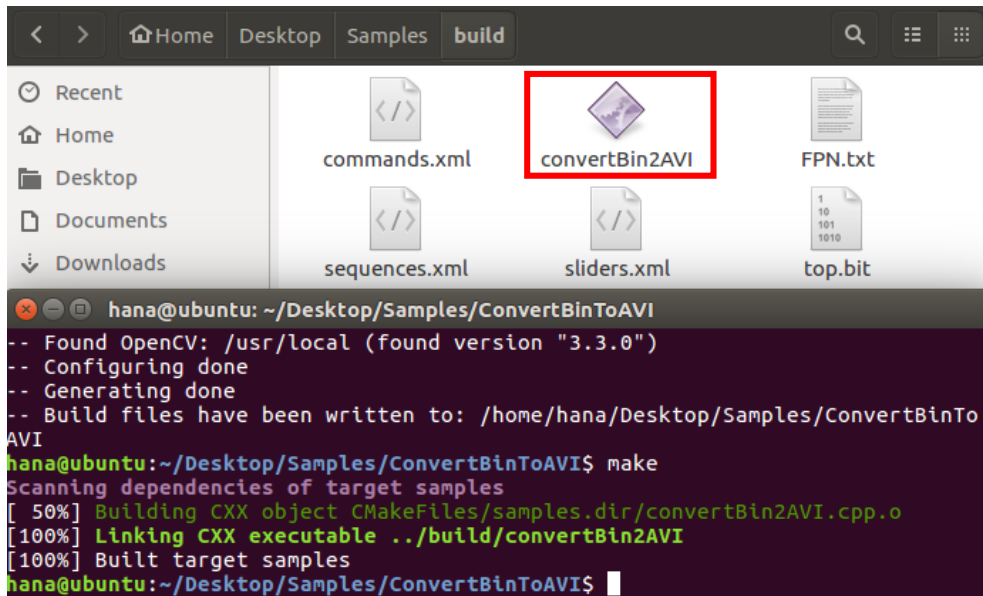 Home Desktop Samples build
Recent
Home
Desktop
Documents
Downloads
commands.xml convertBin2AVI FPN.txt
1
10
101
1010
sequences.xml sliders.xml top.bit
hana@ubuntu: ~/Desktop/Samples/ConvertBinToAVI
-- Found OpenCV: /usr/local (found version "3.3.0")
-- Configuring done
-- Generating done
-- Build files have been written to: /home/hana/Desktop/Samples/ConvertBinTo
AVI
hana@ubuntu:~/Desktop/Samples/ConvertBinToAVI$ make
Scanning dependencies of target samples
[ 50%] Building CXX object CMakeFiles/samples.dir/convertBin2AVI.cpp.o
[100%] Linking CXX executable ../build/convertBin2AVI
[100%] Built target samples
hana@ubuntu:~/Desktop/Samples/ConvertBinToAVI$